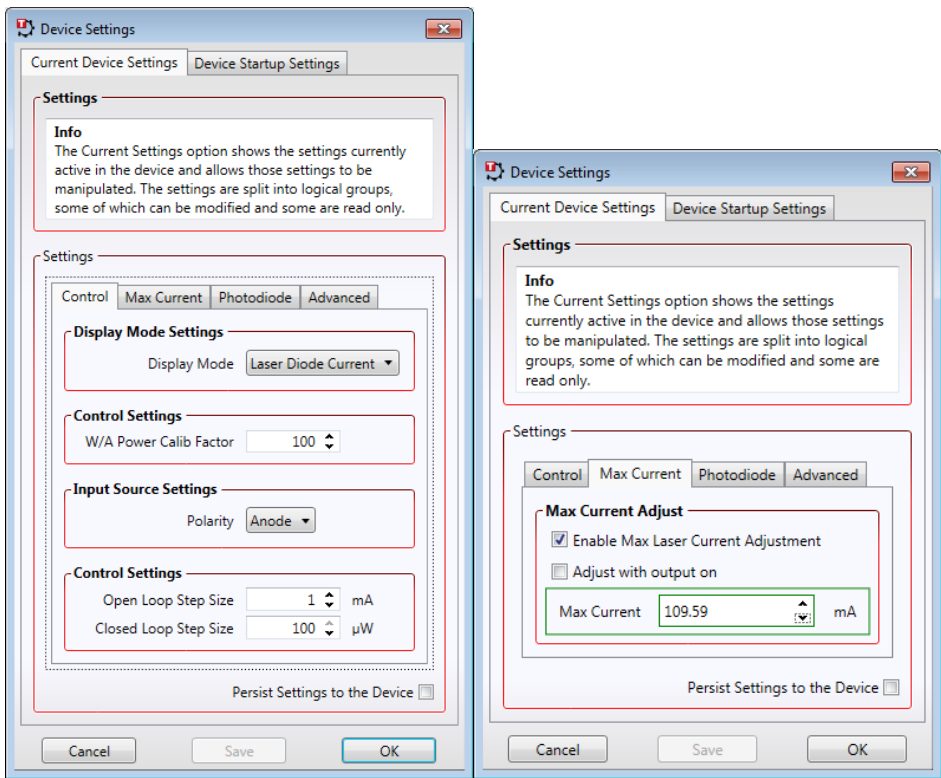 Device Settings
Current Device Settings
Device Startup Settings
Settings
Info
The Current Settings option shows the settings currently
active in the device and allows those settings to be
manipulated. The settings are split into logical groups,
some of which can be modified and some are read only.
Settings
Control
Max Current
Photodiode
Advanced
Display Mode Settings
Display Mode
Laser Diode Current
Control Settings
W/A Power Calib Factor
100
Input Source Settings
Polarity
Anode
Control Settings
Open Loop Step Size
1
mA
Closed Loop Step Size
100
µW
Persist Settings to the Device
Cancel
Save
OK
Device Settings
Current Device Settings
Device Startup Settings
Settings
Info
The Current Settings option shows the settings
currently active in the device and allows those settings
to be manipulated. The settings are split into logical
groups, some of which can be modified and some are
read only.
Settings
Control
Max Current
Photodiode
Advanced
Max Current Adjust
Enable Max Laser Current Adjustment
Adjust with output on
Max Current
109.59
mA
Persist Settings to the Device
Cancel
Save
OK